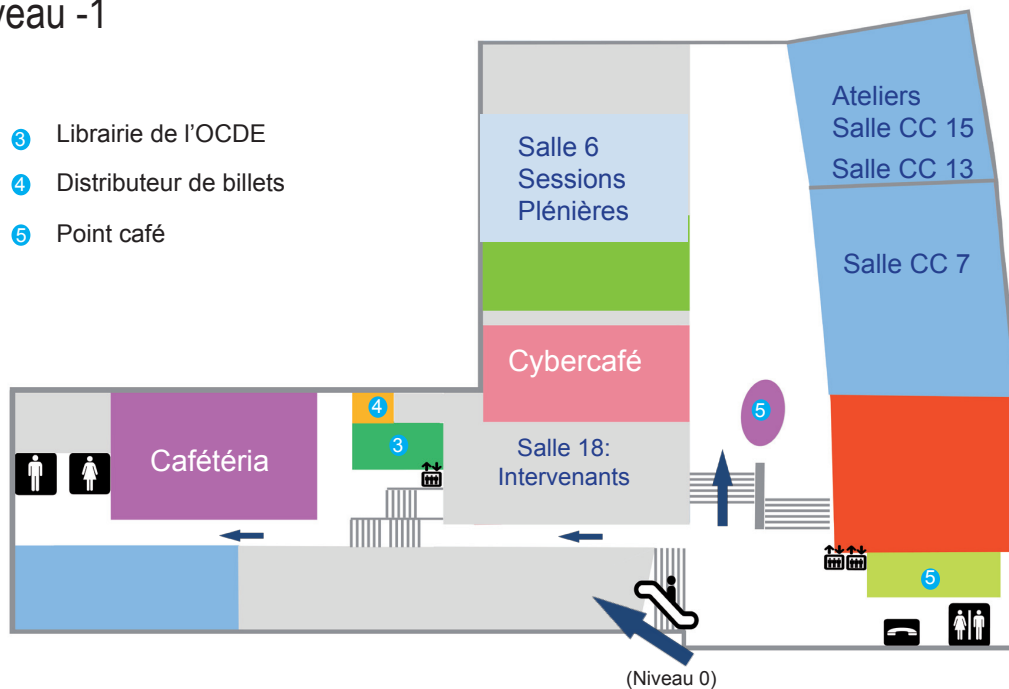 veau -1
3 Librairie de l'OCDE
4 Distributeur de billets
5 Point café
Salle 6
Sessions
Plénières
Ateliers
Salle CC 15
Salle CC 13
Salle CC 7
Cybercafé
4
3
5
Cafétéria
Salle 18:
Intervenants
5
(Niveau 0)